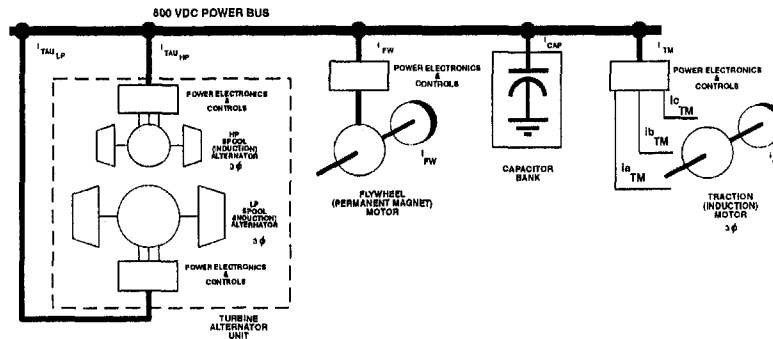 800 VDC POWER BUS
I TAU LP
I TAU HP
I FW
I CAP
I TM
POWER ELECTRONICS
&
CONTROLS
HP
SPOOL
(INDUCTION)
ALTERNATOR
3 ϕ
LP
SPOOL
(INDUCTION)
ALTERNATOR
3 ϕ
POWER ELECTRONICS
&
CONTROLS
TURBINE
ALTERNATOR
UNIT
POWER ELECTRONICS
&
CONTROLS
I FW
FLYWHEEL
(PERMANENT MAGNET)
MOTOR
CAPACITOR
BANK
POWER ELECTRONICS
&
CONTROLS
ic TM
ib TM
ia TM
TRACTION
(INDUCTION)
MOTOR
3 ϕ